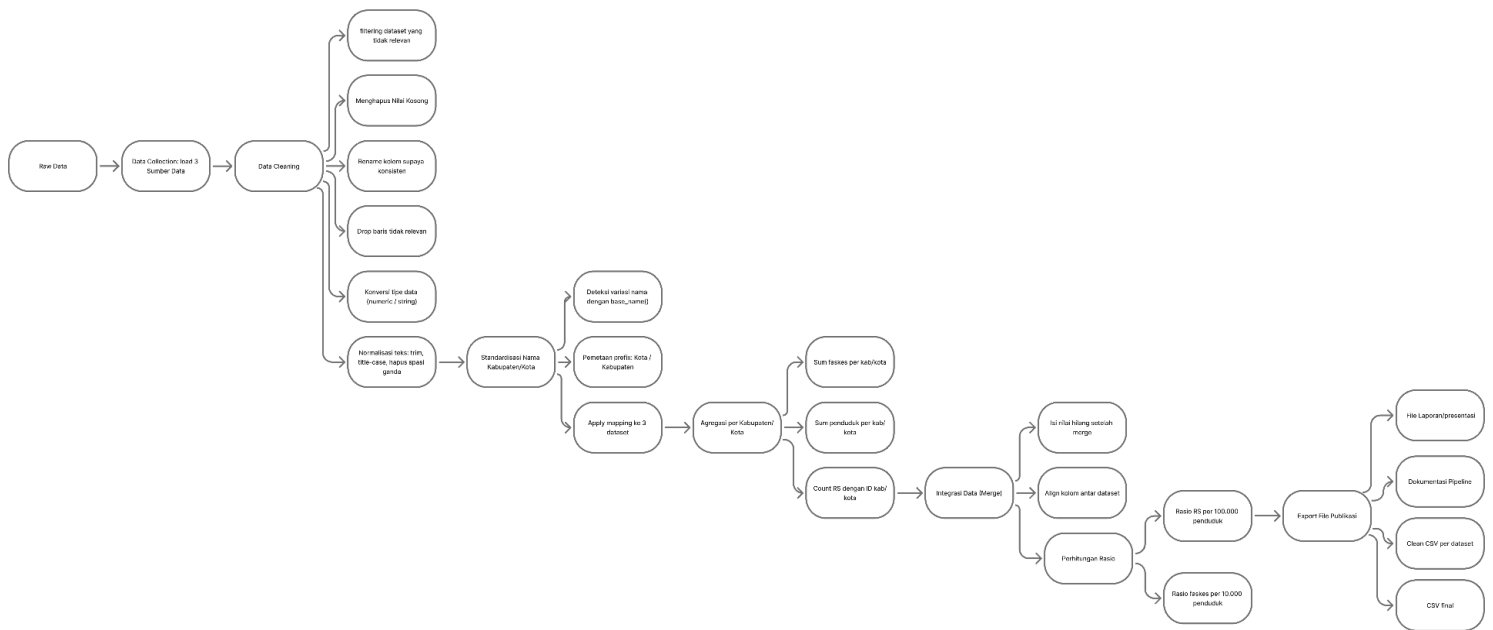 Raw Data
Data Collection: load 3
Sumber Data
Data Cleaning
filtering dataset yang
tidak relevan
Menghapus Nilai Kosong
Rename kolom supaya
konsisten
Drop baris tidak relevan
Konversi tipe data
(numeric / string)
Normalisasi teks: trim,
title-case, hapus spasi
ganda
Standardisasi Nama
Kabupaten/Kota
Deteksi variasi nama
dengan base_name()
Pemetaan prefix: Kota /
Kabupaten
Apply mapping ke 3
dataset
Agregasi per Kabupaten/
Kota
Sum faskes per kab/kota
Sum penduduk per kab/
kota
Count RS dengan ID kab/
kota
Integrasi Data (Merge)
Isi nilai hilang setelah
merge
Align kolom antar dataset
Perhitungan Rasio
Rasio RS per 100.000
penduduk
Rasio faskes per 10.000
penduduk
Export File Publikasi
File Laporan/presentasi
Dokumentasi Pipeline
Clean CSV per dataset
CSV final